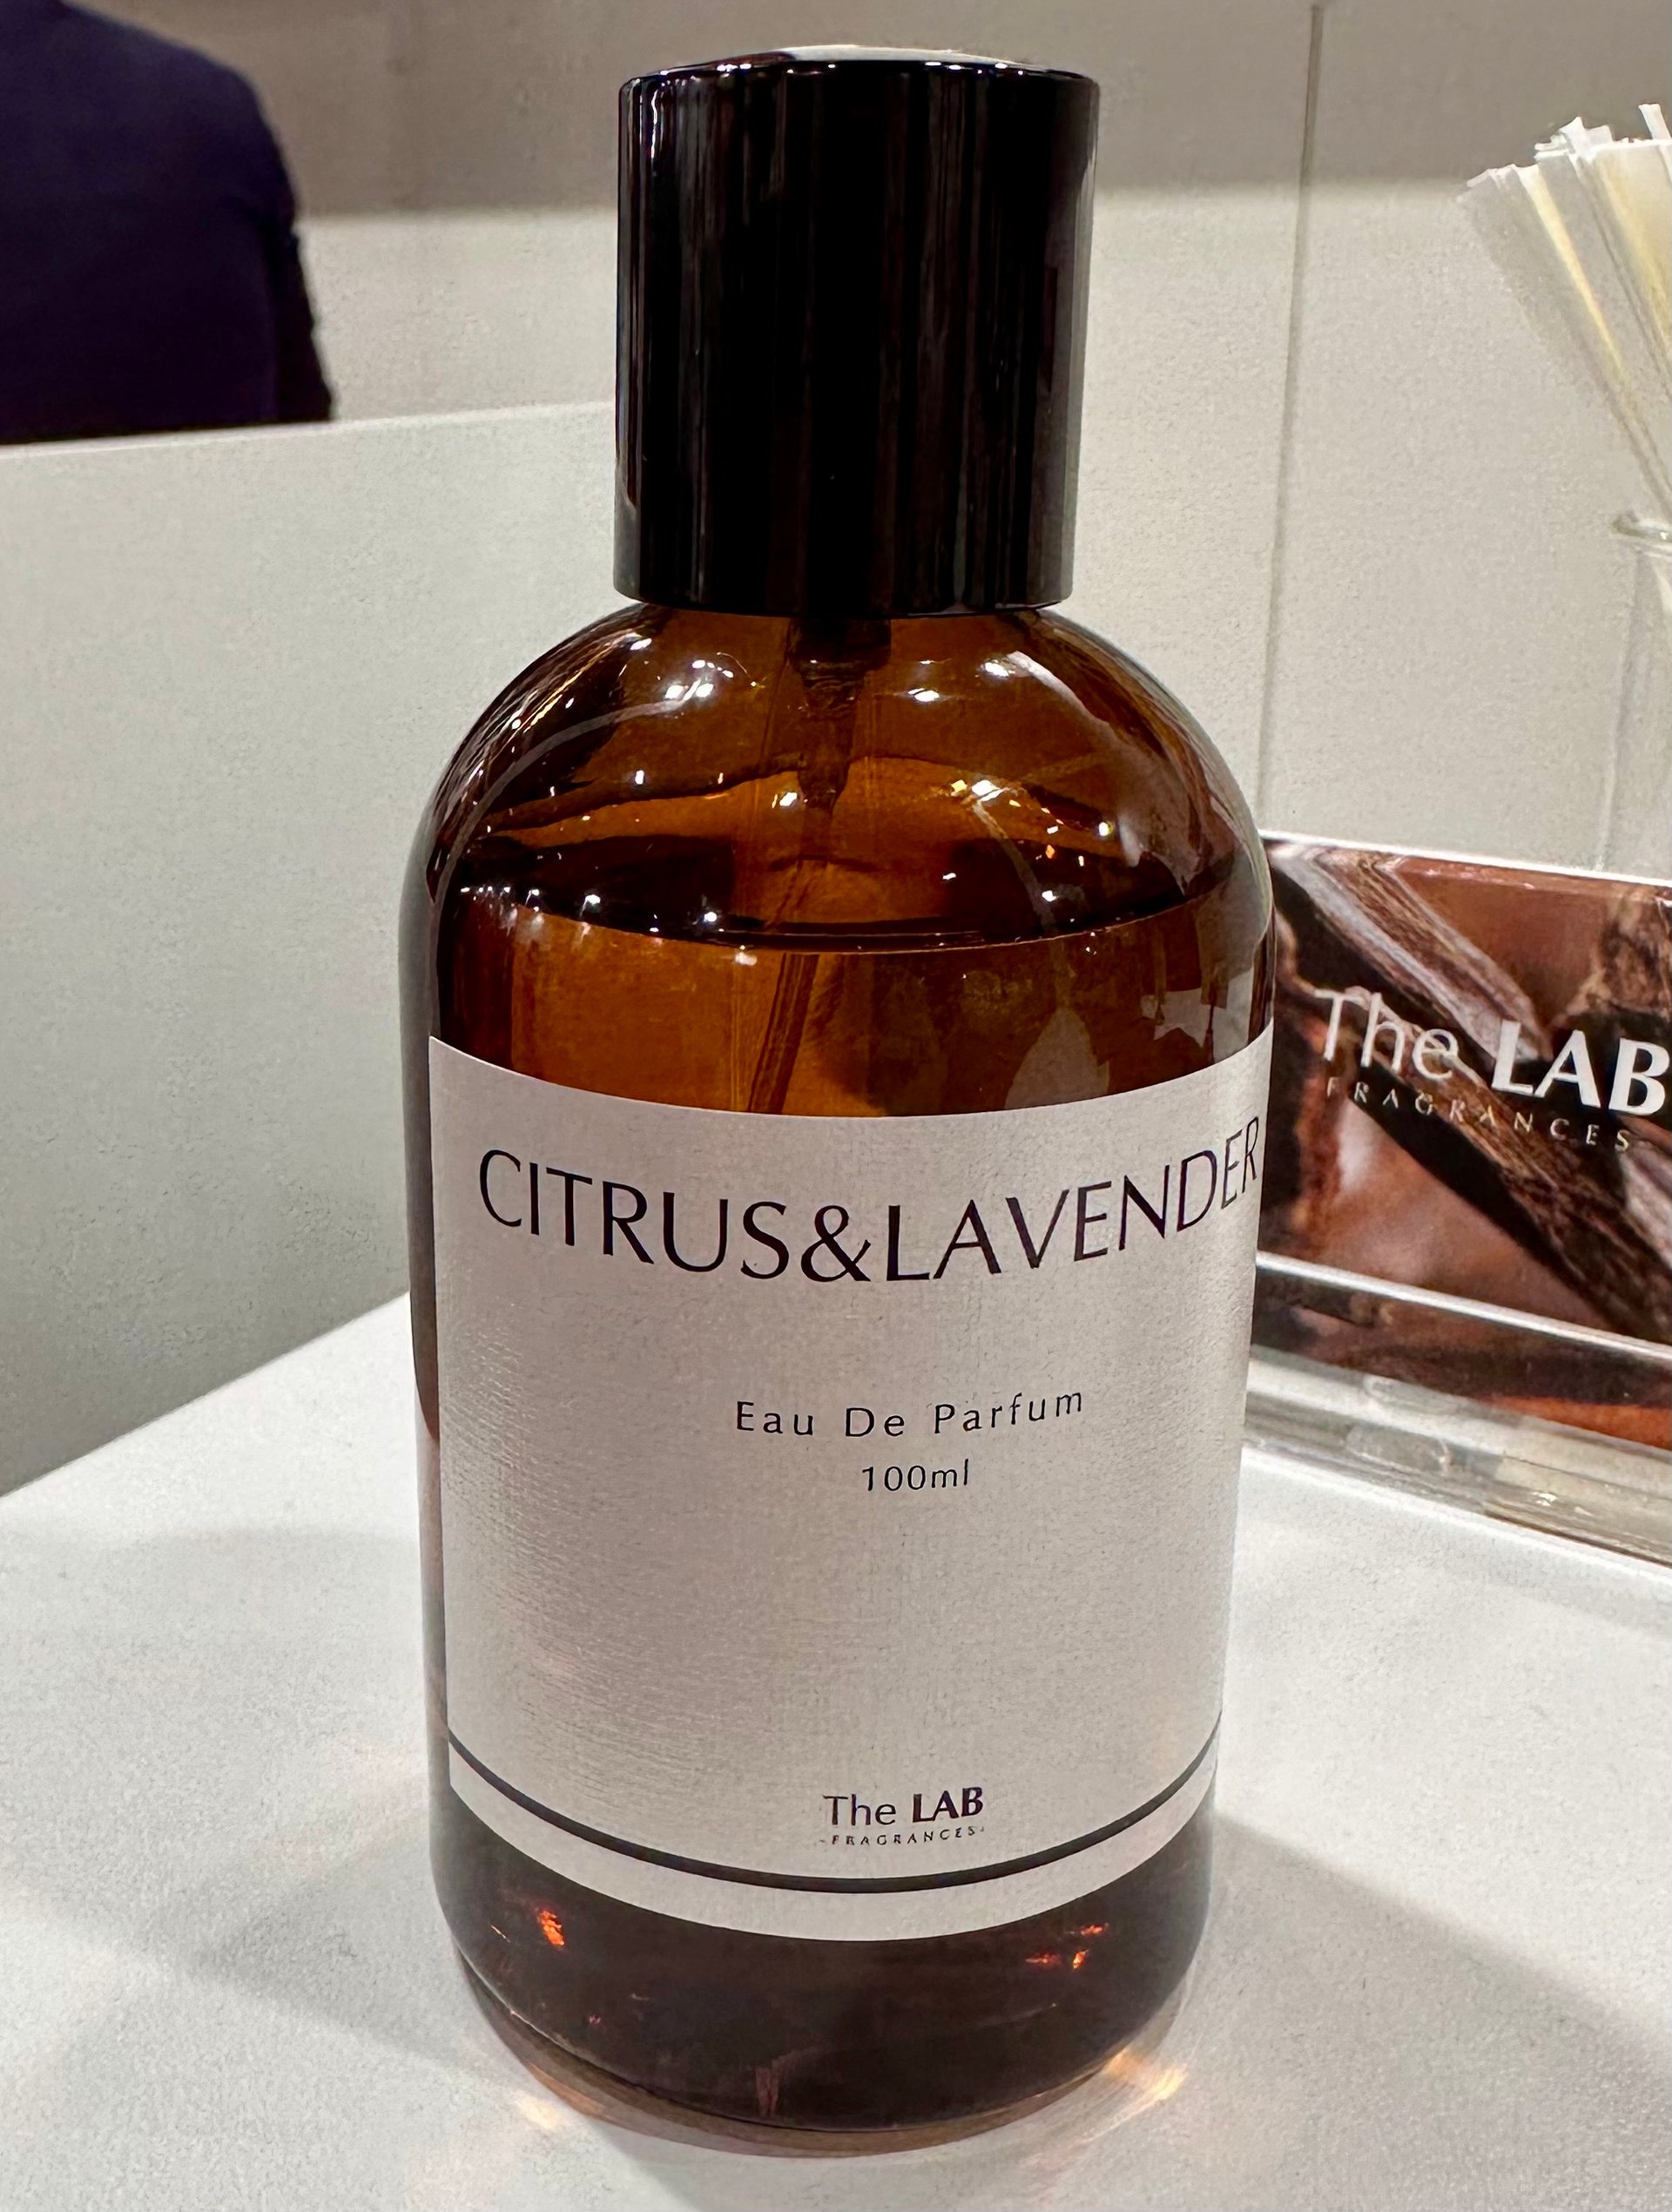 CITRUS&LAVENDER
Eau De Parfum
100ml
The LAB
-FRAGRANCES-
The LAB
FRAGRANCES